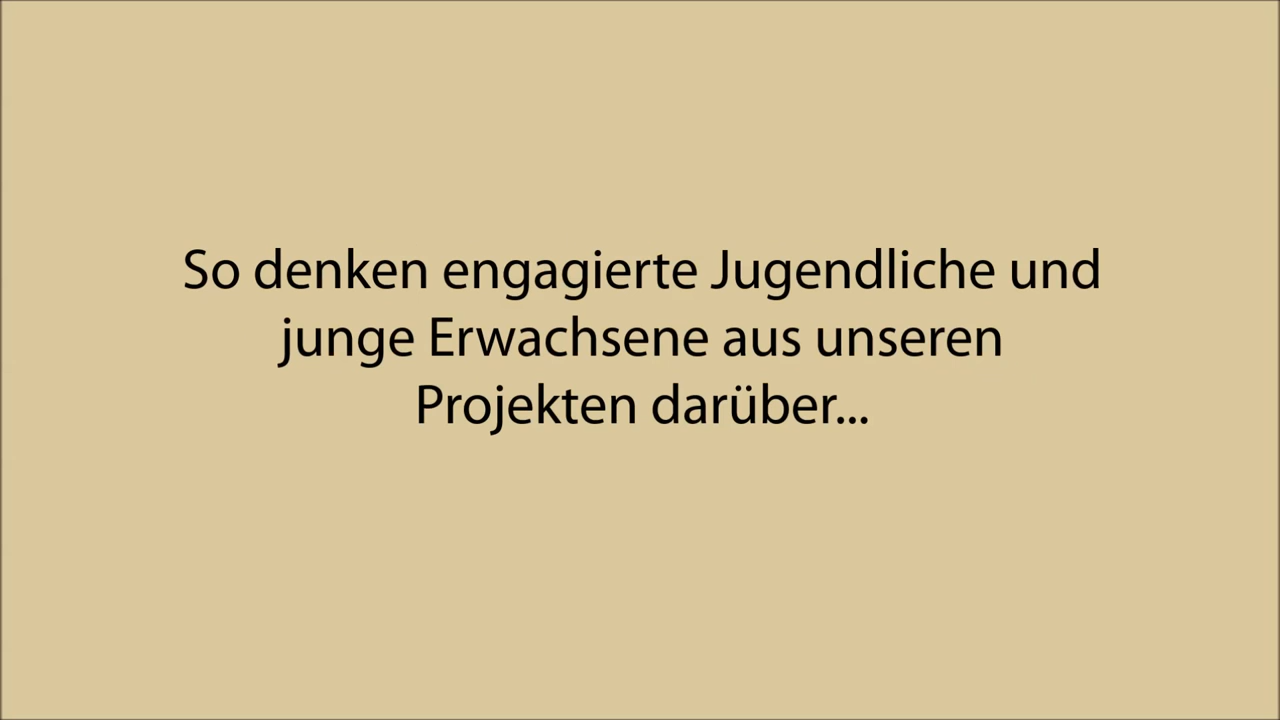 So denken engagierte Jugendliche und
junge Erwachsene aus unseren
Projekten darüber...